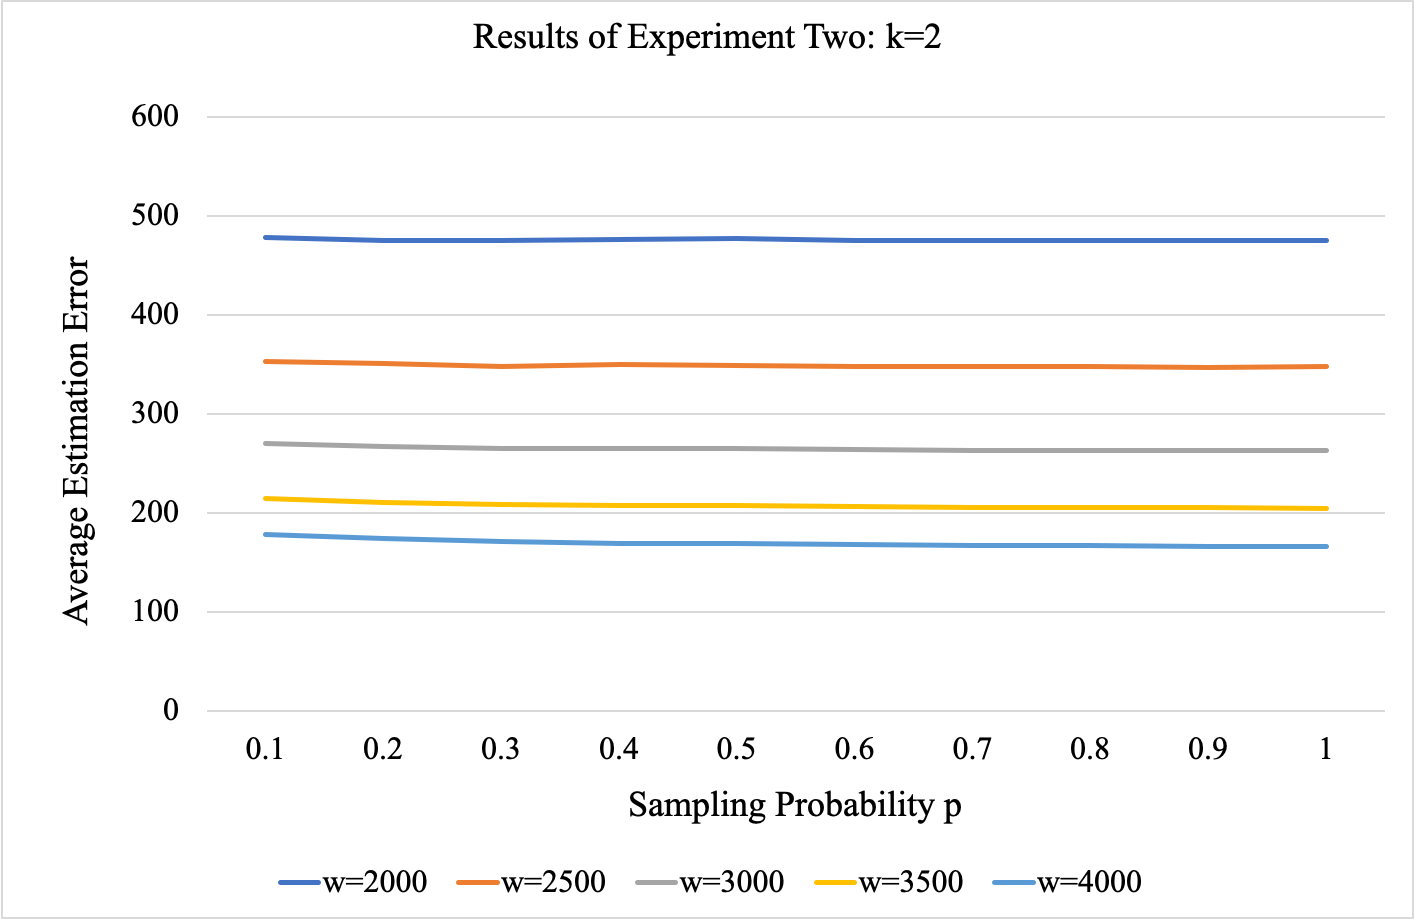 Results of Experiment Two: k=2
600
500
400
300
200
100
0
Average Estimation Error
0.1 0.2 0.3 0.4 0.5 0.6 0.7 0.8 0.9 1
Sampling Probability p
w=2000 w=2500 w=3000 w=3500 w=4000